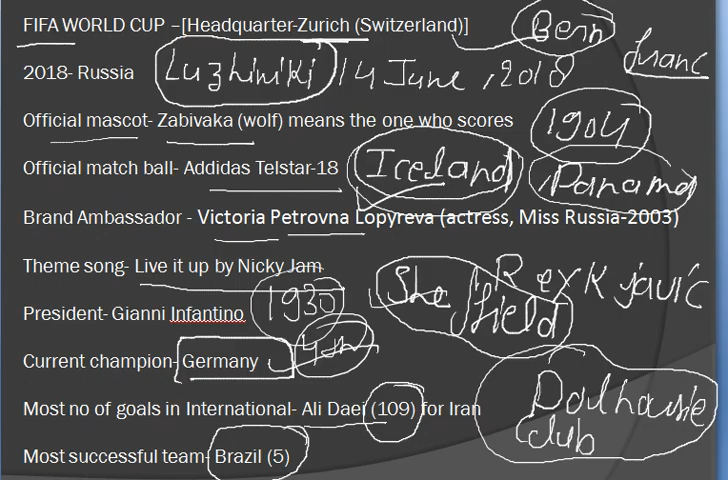 FIFA WORLD CUP –[Headquarter-Zurich (Switzerland)] Bern
franc
2018- Russia Luzhiniki 14 June, 2018
Official mascot- Zabivaka (wolf) means the one who scores 1904
Official match ball- Addidas Telstar-18 Iceland Panama
Brand Ambassador - Victoria Petrovna Lopyreva (actress, Miss Russia-2003)
Theme song- Live it up by Nicky Jam Reykjavic
President- Gianni Infantino 1930 Sheffield
Current champion- Germany
Most no of goals in International- Ali Daei (109) for Iran Dalhousie
club
Most successful team- Brazil (5)